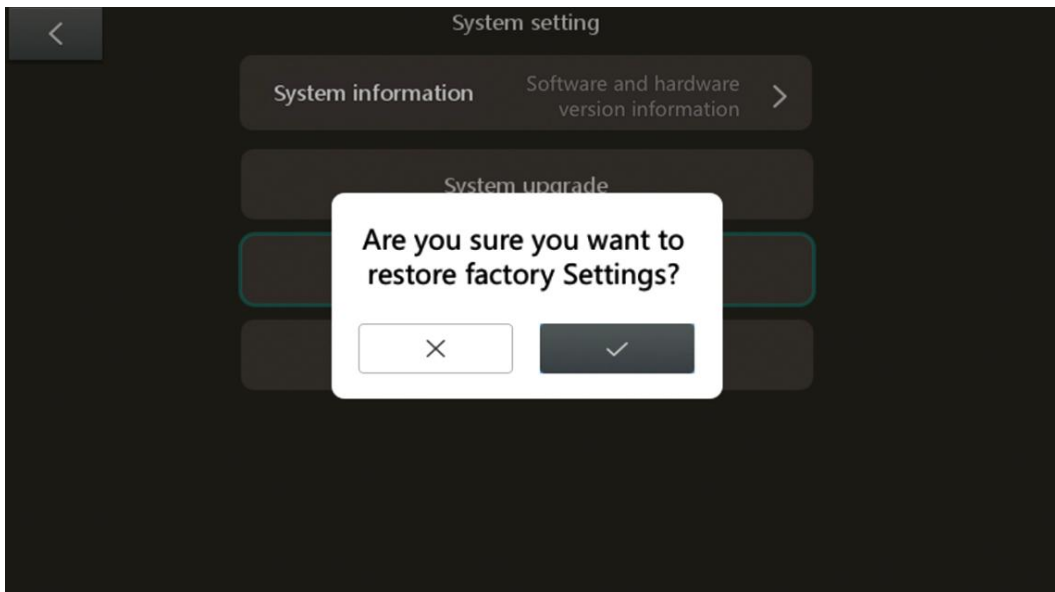 System setting
System information
Software and hardware
version information
System upgrade
Are you sure you want to
restore factory Settings?